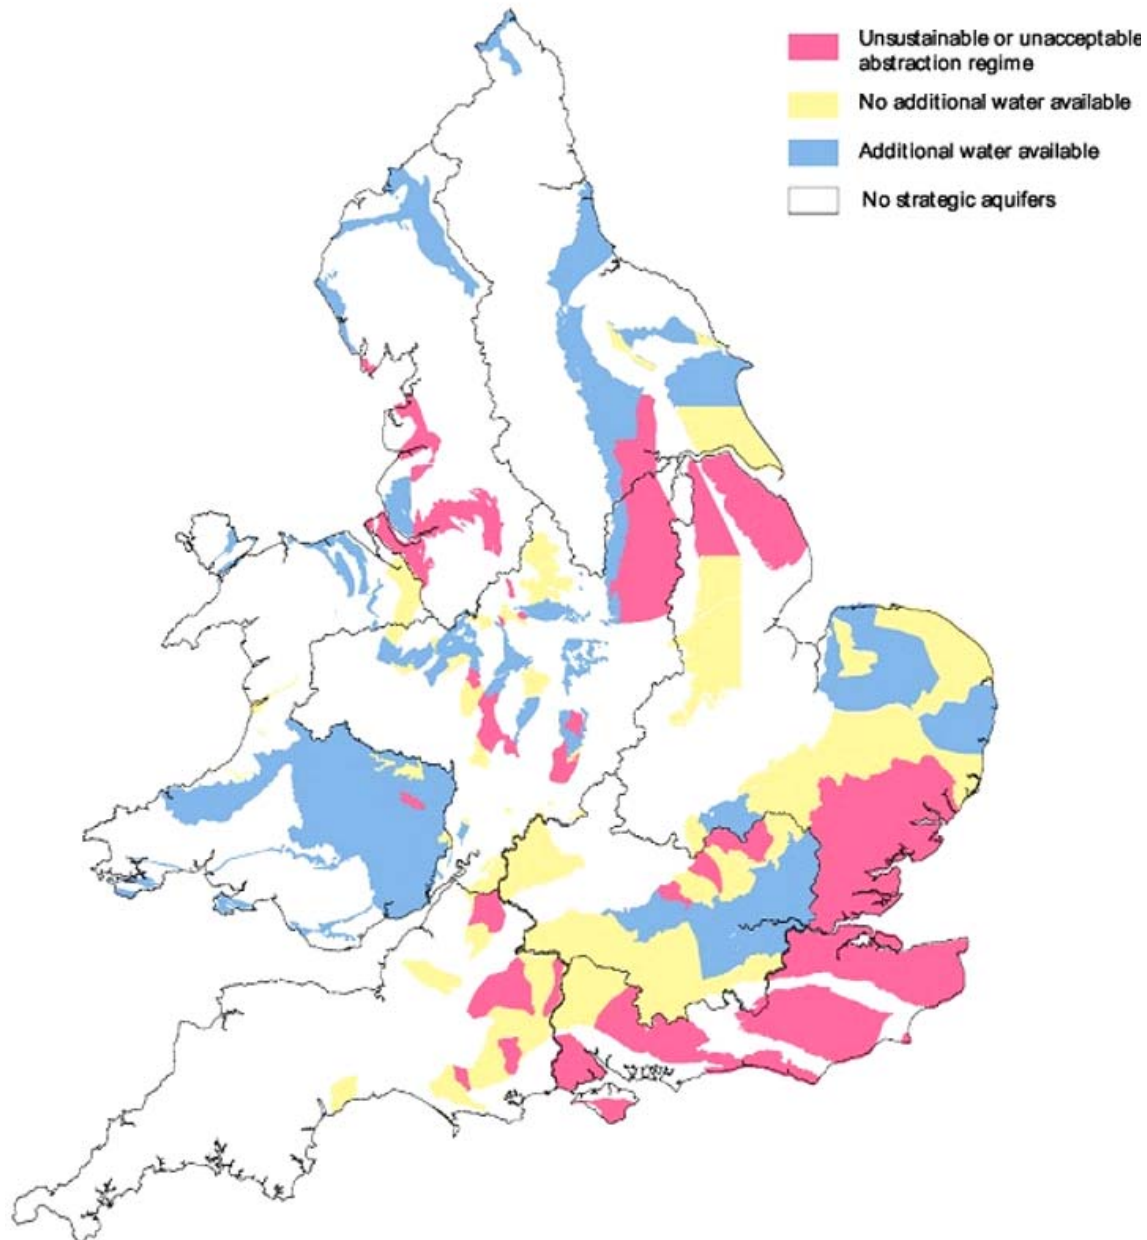 Unsustainable or unacceptable
abstraction regime
No additional water available
Additional water available
No strategic aquifers